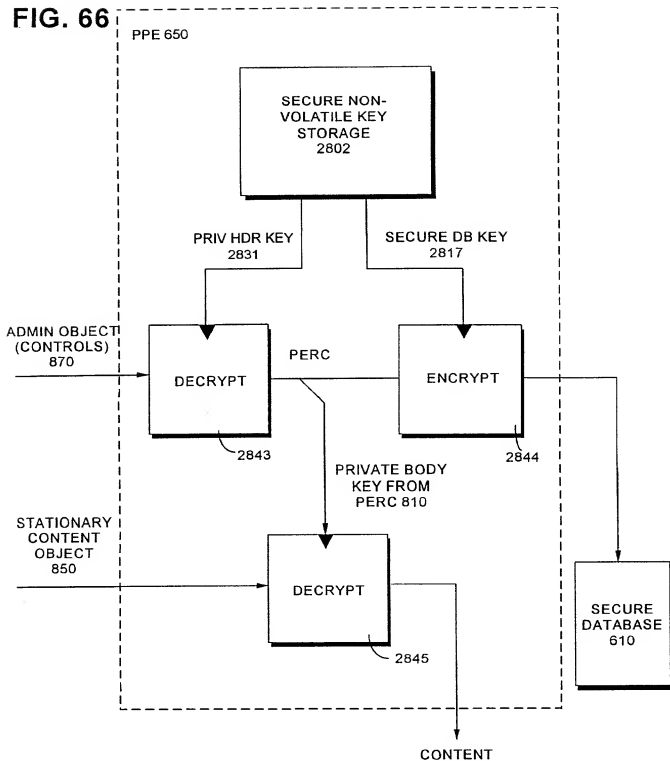 FIG. 66
PPE 650
SECURE NON-
VOLATILE KEY
STORAGE
2802
PRIV HDR KEY
2831
SECURE DB KEY
2817
ADMIN OBJECT
(CONTROLS)
870
DECRYPT
PERC
ENCRYPT
2843
2844
PRIVATE BODY
KEY FROM
PERC 810
STATIONARY
CONTENT
OBJECT
850
DECRYPT
2845
SECURE
DATABASE
610
CONTENT